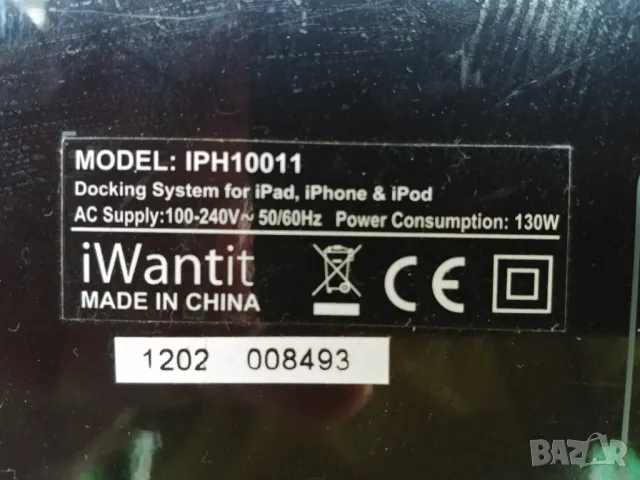 MODEL: IPH10011
Docking System for iPad, iPhone & iPod
AC Supply:100-240V~ 50/60Hz Power Consumption: 130W
iWantit
MADE IN CHINA
CE
1202 008493
BAZAR